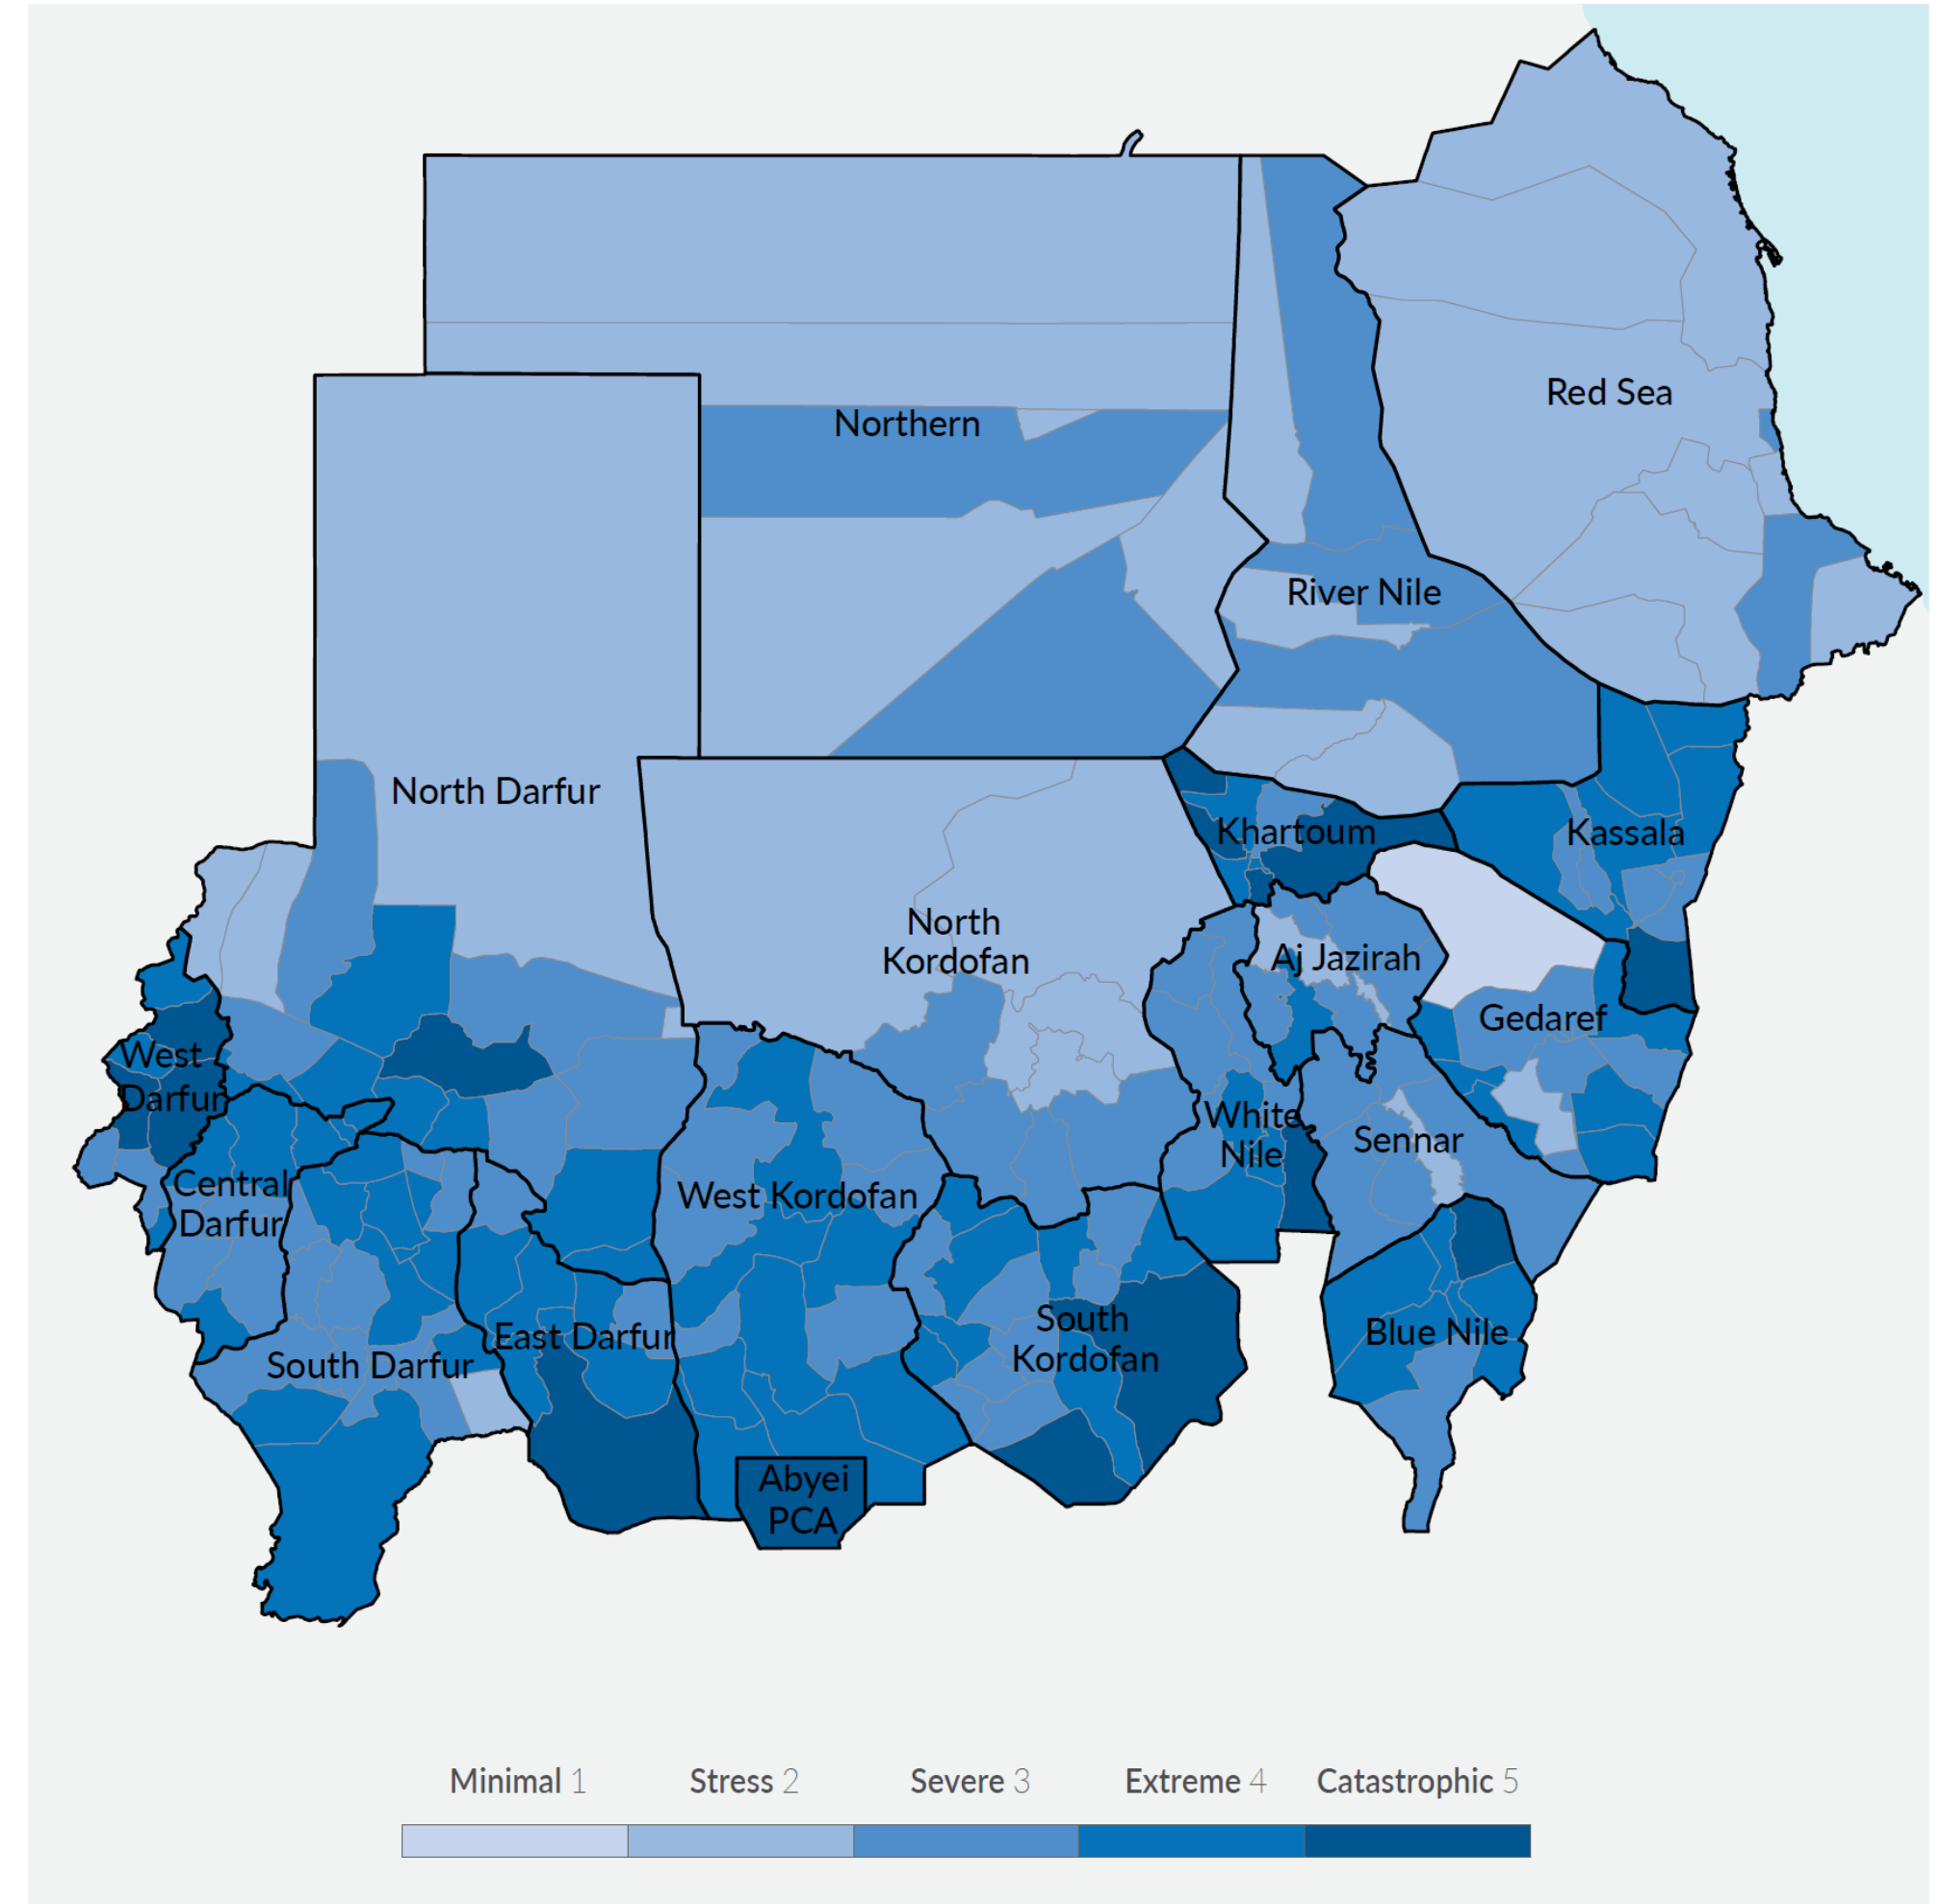 Red Sea
Northern
River Nile
North Darfur
Khartoum
Kassala
North
Kordofan
Aj Jazirah
Gedaref
West
Darfur
White
Nile
Sennar
Central
Darfur
West Kordofan
South
Kordofan
East Darfur
Blue Nile
South Darfur
Abyei
PCA
Minimal 1 Stress 2 Severe 3 Extreme 4 Catastrophic 5